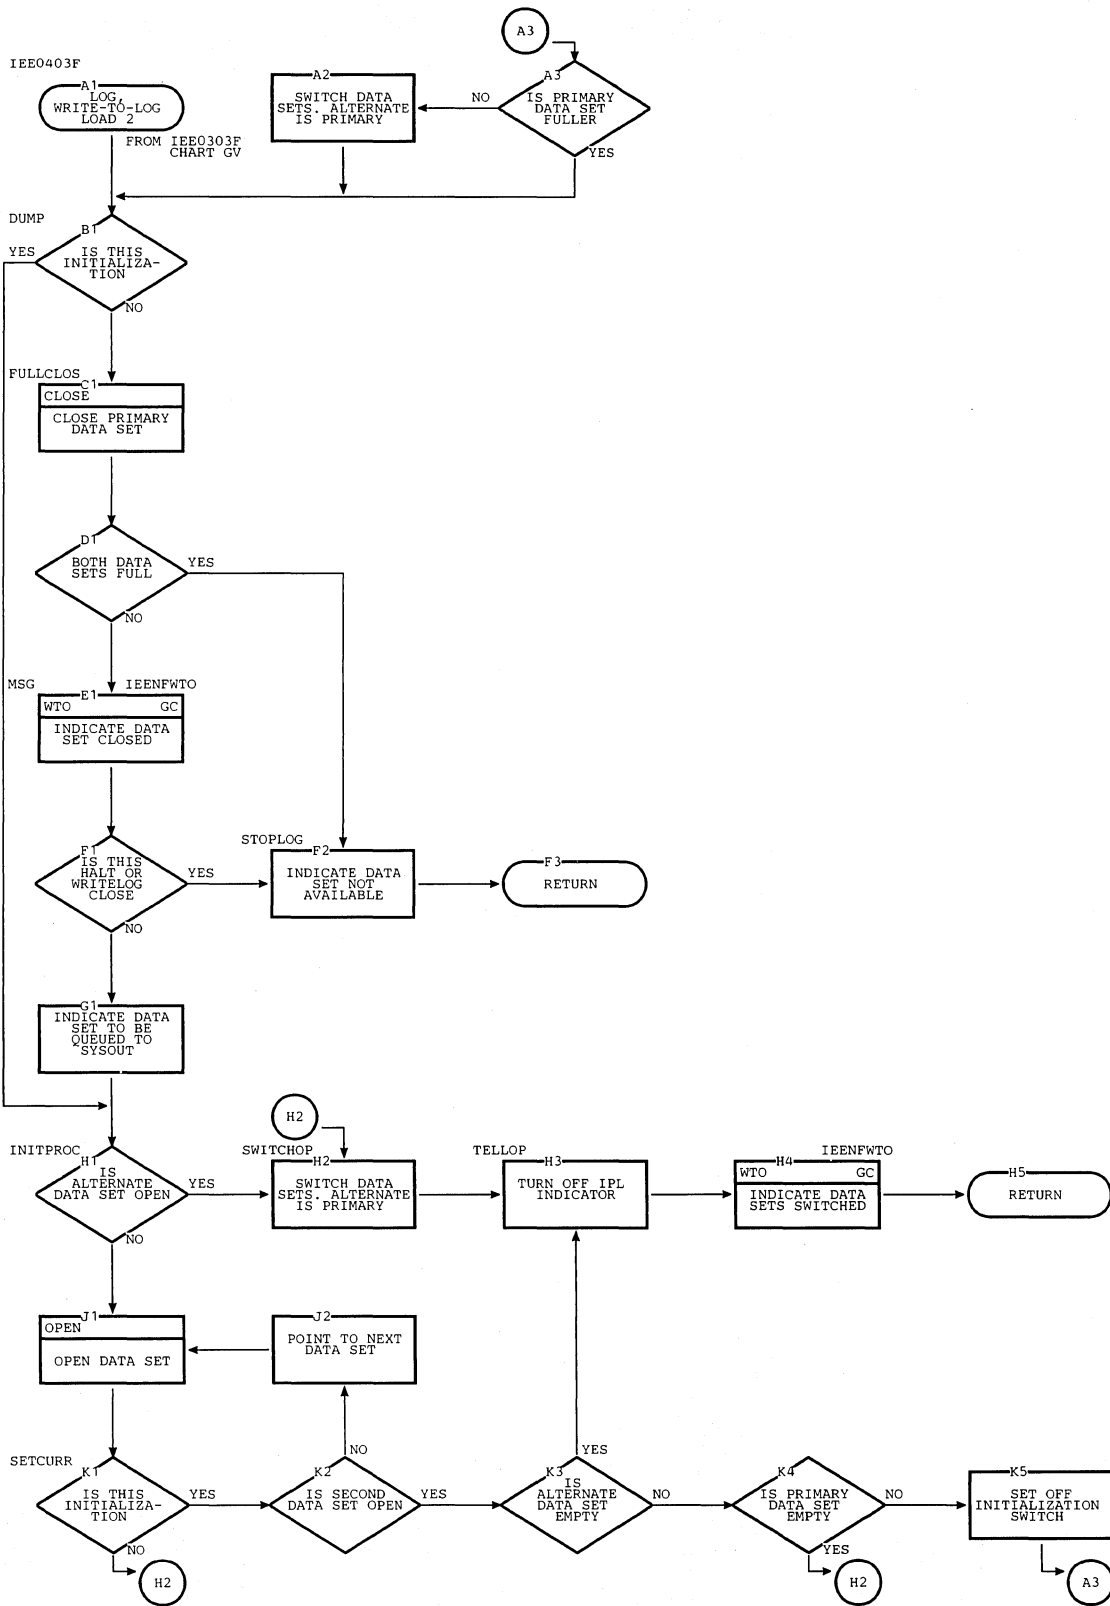 A3
IEE0403F
A1
LOG,
WRITE-TO-LOG
LOAD 2
A2
SWITCH DATA
SETS. ALTERNATE
IS PRIMARY
NO
A3
IS PRIMARY
DATA SET
FULLER
YES
FROM IEE0303F
CHART GV
DUMP
B1
YES
IS THIS
INITIALIZA-
TION
NO
FULLCLOS
C1
CLOSE
CLOSE PRIMARY
DATA SET
D1
BOTH DATA
SETS FULL
YES
NO
MSG
E1
IEENFWTO
WTO GC
INDICATE DATA
SET CLOSED
F1
IS THIS
HALT OR
WRITELOG
CLOSE
YES
NO
STOPLOG
F2
INDICATE DATA
SET NOT
AVAILABLE
F3
RETURN
G1
INDICATE DATA
SET TO BE
QUEUED TO
SYSOUT
H2
INITPROC
H1
IS
ALTERNATE
DATA SET OPEN
YES
NO
SWITCHOP
H2
SWITCH DATA
SETS. ALTERNATE
IS PRIMARY
TELLOP
H3
TURN OFF IPL
INDICATOR
IEENFWTO
H4
WTO GC
INDICATE DATA
SETS SWITCHED
H5
RETURN
J1
OPEN
OPEN DATA SET
J2
POINT TO NEXT
DATA SET
SETCURR
K1
IS THIS
INITIALIZA-
TION
YES
NO
H2
NO
K2
IS SECOND
DATA SET OPEN
YES
YES
K3
IS
ALTERNATE
DATA SET
EMPTY
NO
K4
IS PRIMARY
DATA SET
EMPTY
NO
YES
H2
K5
SET OFF
INITIALIZATION
SWITCH
A3